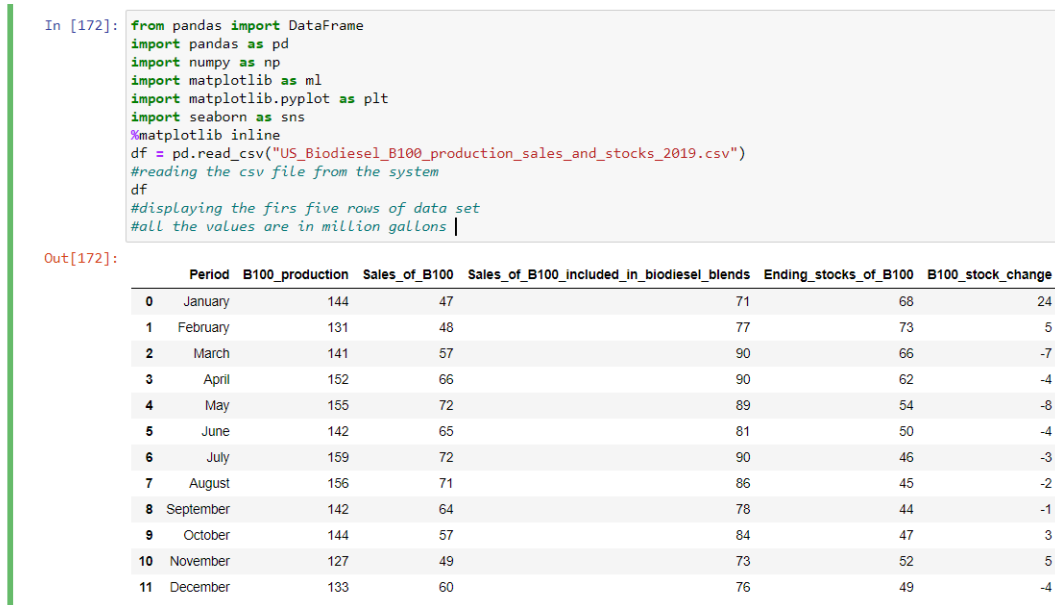 In [172]: from pandas import DataFrame
import pandas as pd
import numpy as np
import matplotlib as ml
import matplotlib.pyplot as plt
import seaborn as sns
%matplotlib inline
df = pd.read_csv("US_Biodiesel_B100_production_sales_and_stocks_2019.csv")
#reading the csv file from the system
df
#displaying the firs five rows of data set
#all the values are in million gallons
Out[172]:
Period B100_production Sales_of_B100 Sales_of_B100_included_in_biodiesel_blends Ending_stocks_of_B100 B100_stock_change
0 January 144 47 71 68 24
1 February 131 48 77 73 5
2 March 141 57 90 66 -7
3 April 152 66 90 62 -4
4 May 155 72 89 54 -8
5 June 142 65 81 50 -4
6 July 159 72 90 46 -3
7 August 156 71 86 45 -2
8 September 142 64 78 44 -1
9 October 144 57 84 47 3
10 November 127 49 73 52 5
11 December 133 60 76 49 -4